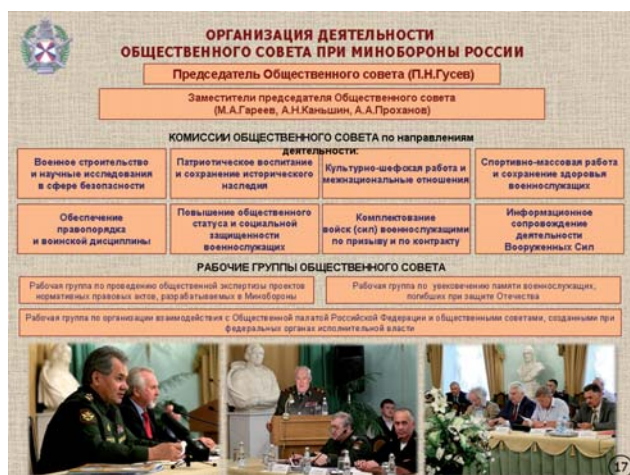 ОРГАНИЗАЦИЯ ДЕЯТЕЛЬНОСТИ
ОБЩЕСТВЕННОГО СОВЕТА ПРИ МИНОБОРОНЫ РОССИИ
Председатель Общественного совета (П.Н.Гусев)
Заместители председателя Общественного совета
(М.А.Гареев, А.Н.Каньшин, А.А.Проханов)
КОМИССИИ ОБЩЕСТВЕННОГО СОВЕТА по направлениям
деятельности:
Военное строительство
и научные исследования
в сфере безопасности
Патриотическое воспитание
и сохранение исторического
наследия
Культурно-шефская работа и
межнациональные отношения
Спортивно-массовая работа
и сохранение здоровья
военнослужащих
Обеспечение
правопорядка
и воинской дисциплины
Повышение общественного
статуса и социальной
защищенности
военнослужащих
Комплектование
войск (сил) военнослужащими
по призыву и по контракту
Информационное
сопровождение
деятельности
Вооруженных Сил
РАБОЧИЕ ГРУППЫ ОБЩЕСТВЕННОГО СОВЕТА
Рабочая группа по проведению общественной экспертизы проектов
нормативных правовых актов, разрабатываемых в Минобороны
Рабочая группа по увековечению памяти военнослужащих,
погибших при защите Отечества
Рабочая группа по организации взаимодействия с Общественной палатой Российской Федерации и общественными советами, созданными при
федеральных органах исполнительной власти
17